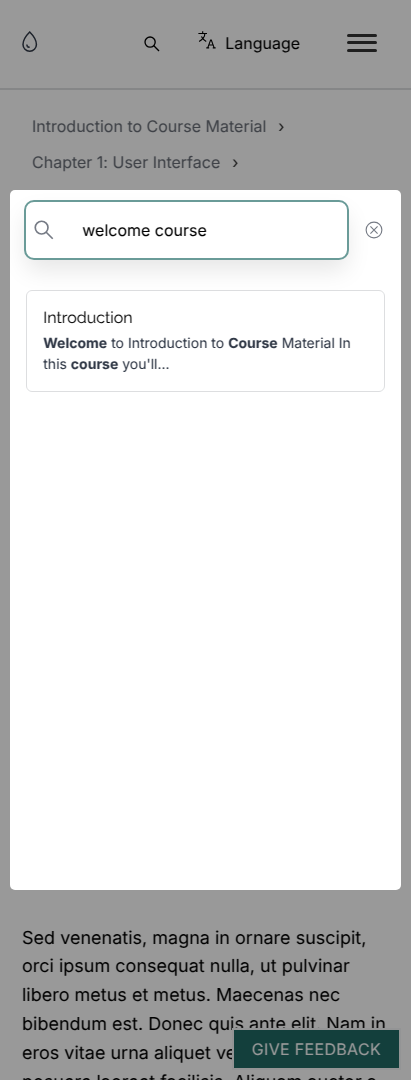 Language
Introduction to Course Material
Chapter 1: User Interface
welcome course
Introduction
Welcome to Introduction to Course Material In
this course you'll...
Sed venenatis, magna in ornare suscipit,
orci ipsum consequat nulla, ut pulvinar
libero metus et metus. Maecenas nec
bibendum est. Donec quis ante elit. Nam in
eros vitae urna aliquet
GIVE FEEDBACK